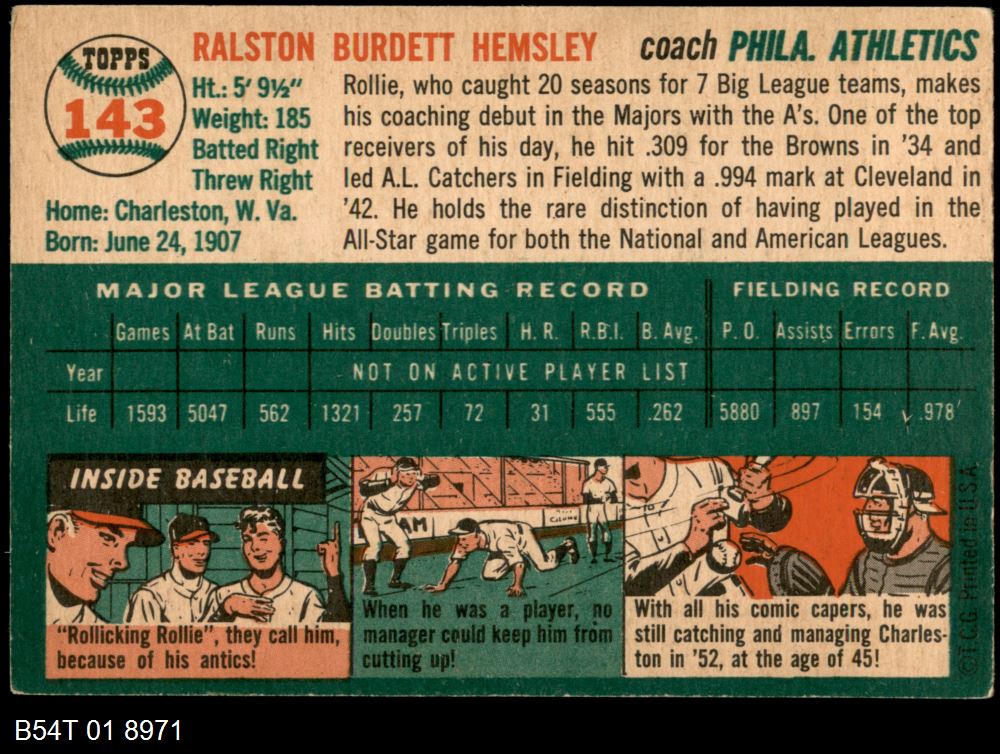 TOPPS
143
RALSTON BURDETT HEMSLEY coach PHILA. ATHLETICS
Ht.: 5' 9½"
Weight: 185
Batted Right
Threw Right
Home: Charleston, W. Va.
Born: June 24, 1907
Rollie, who caught 20 seasons for 7 Big League teams, makes
his coaching debut in the Majors with the A's. One of the top
receivers of his day, he hit .309 for the Browns in '34 and
led A.L. Catchers in Fielding with a .994 mark at Cleveland in
'42. He holds the rare distinction of having played in the
All-Star game for both the National and American Leagues.
MAJOR LEAGUE BATTING RECORD FIELDING RECORD
Games At Bat Runs Hits Doubles Triples H. R. R.B.I. B. Avg. P. O. Assists Errors F. Avg.
Year NOT ON ACTIVE PLAYER LIST
Life 1593 5047 562 1321 257 72 31 555 .262 5880 897 154 .978
INSIDE BASEBALL
"Rollicking Rollie", they call him,
because of his antics!
AM
When he was a player, no
manager could keep him from
cutting up!
With all his comic capers, he was
still catching and managing Charles-
ton in '52, at the age of 45!
©T.C.G. Printed in U.S.A.
B54T 01 8971